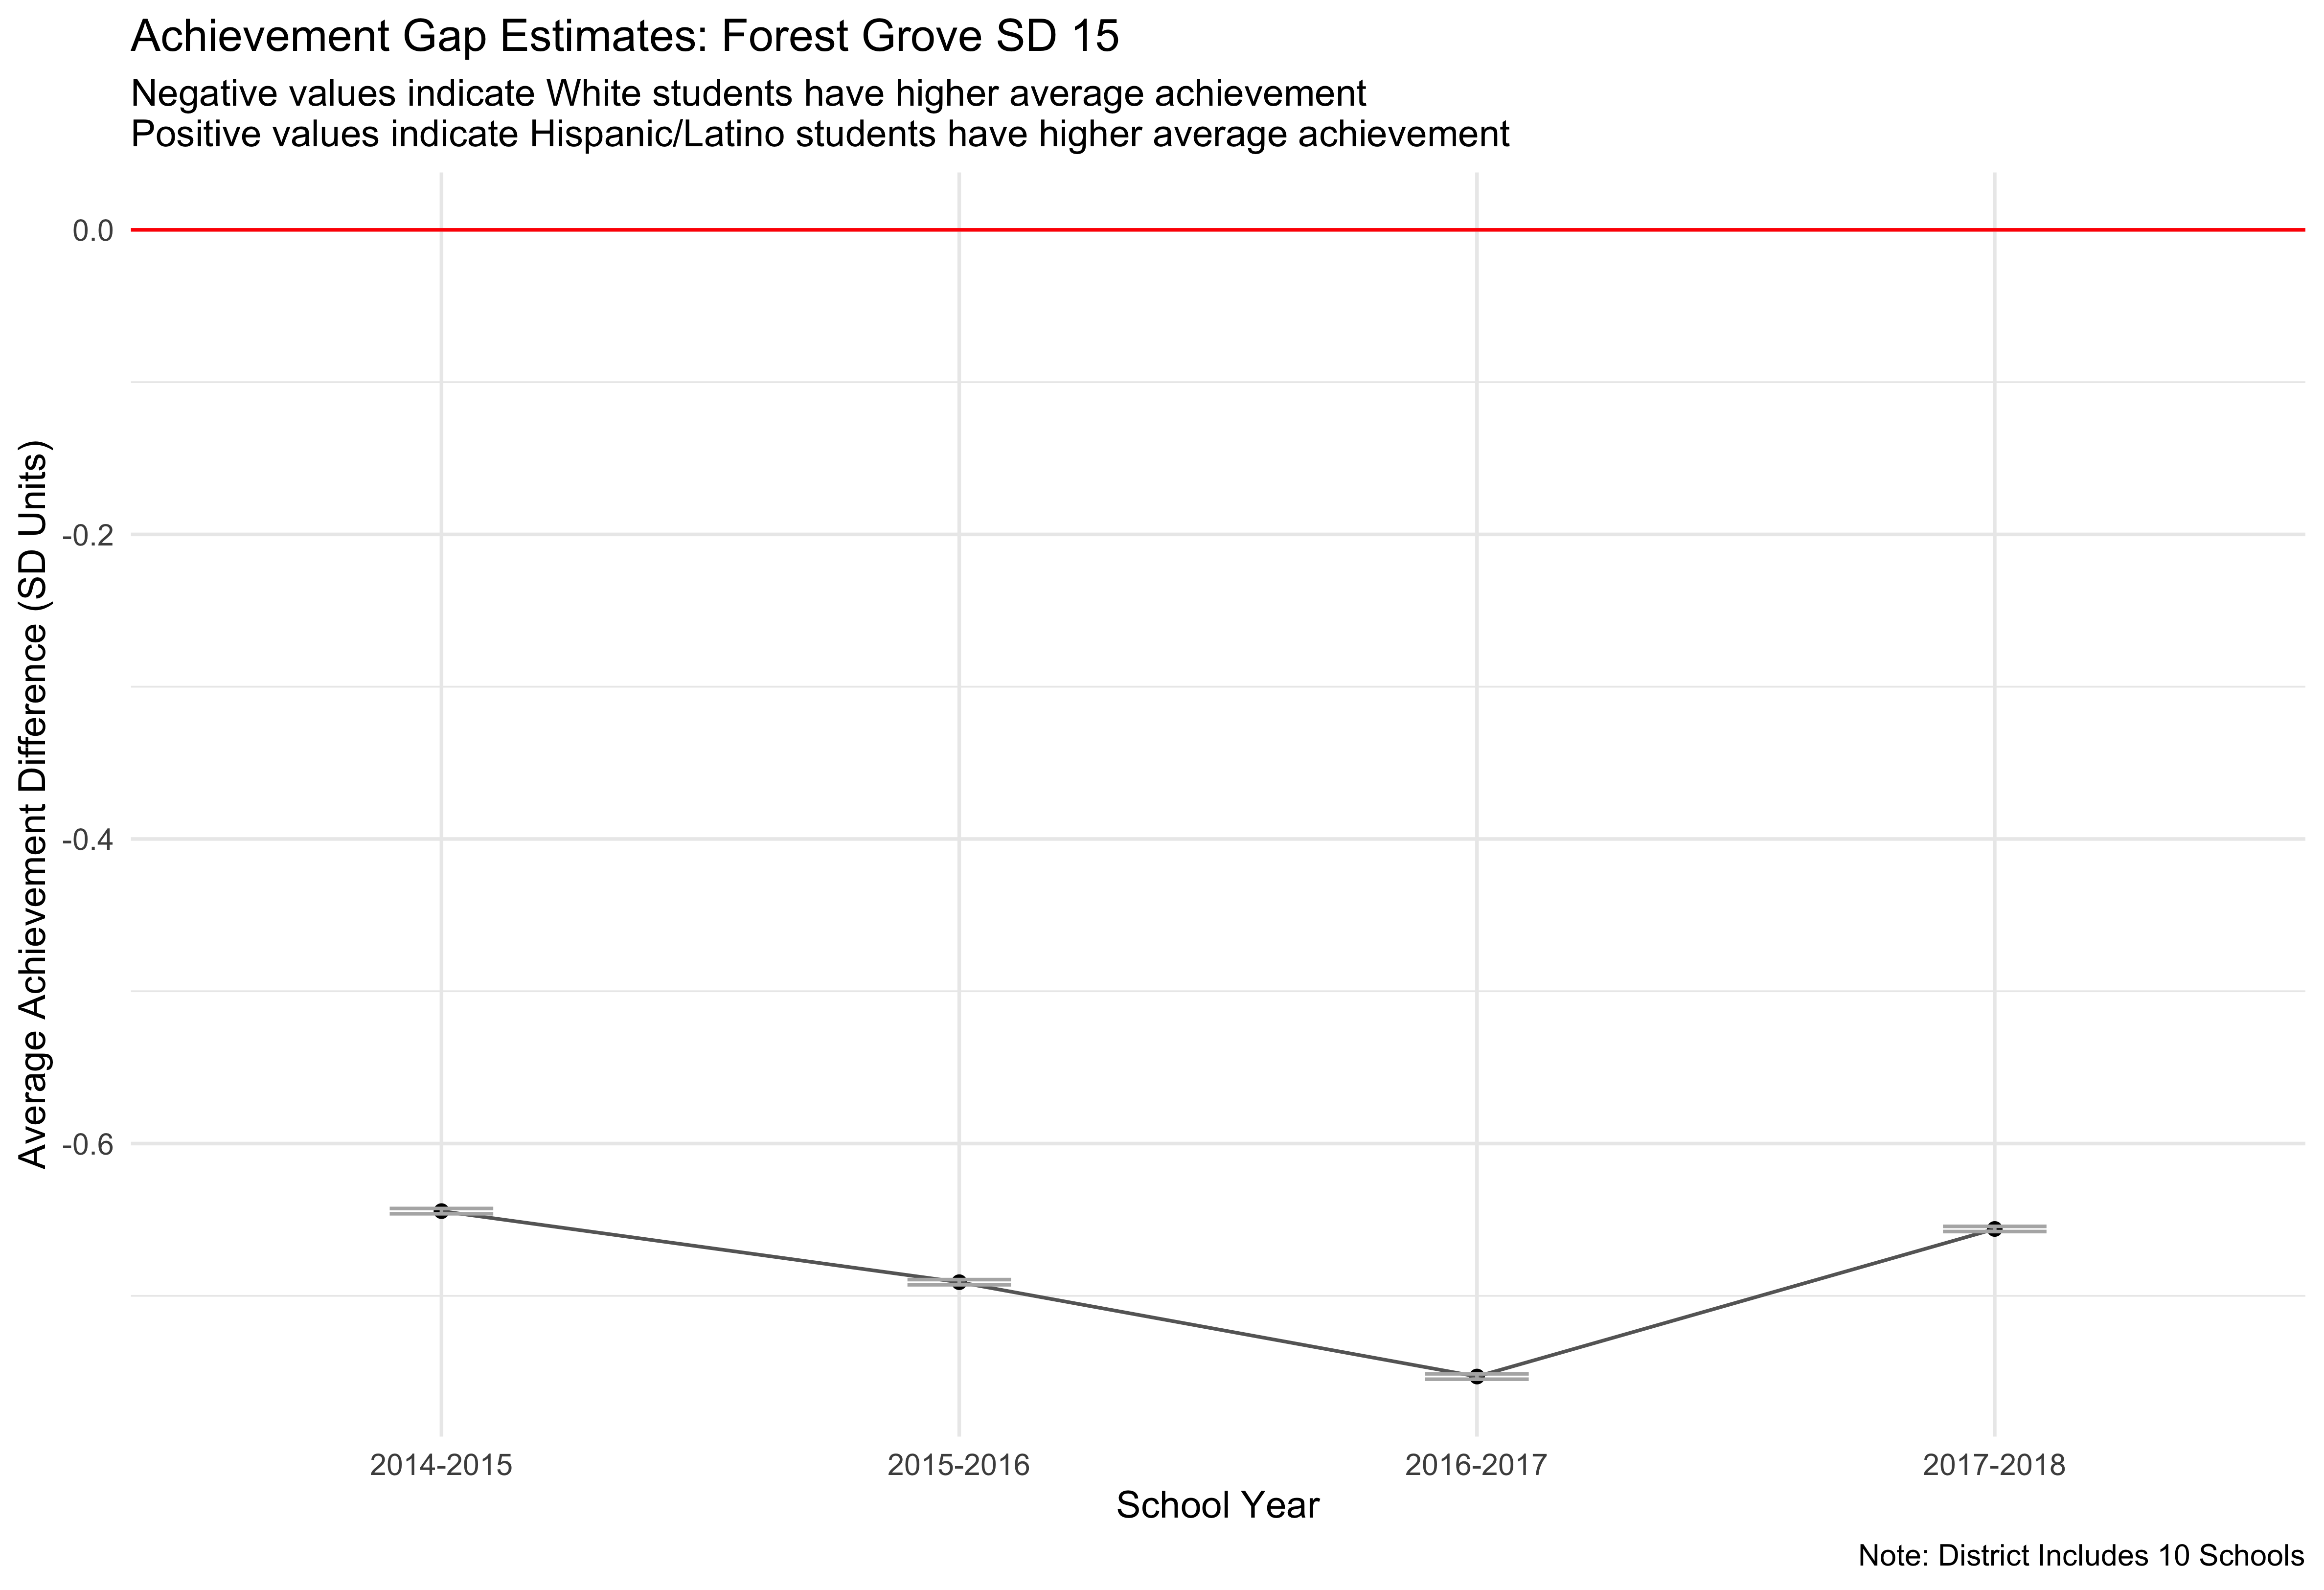 Achievement Gap Estimates: Forest Grove SD 15
Negative values indicate White students have higher average achievement
Positive values indicate Hispanic/Latino students have higher average achievement
Average Achievement Difference (SD Units)
0.0
-0.2
-0.4
-0.6
2014-2015
2015-2016
2016-2017
2017-2018
School Year
Note: District Includes 10 Schools